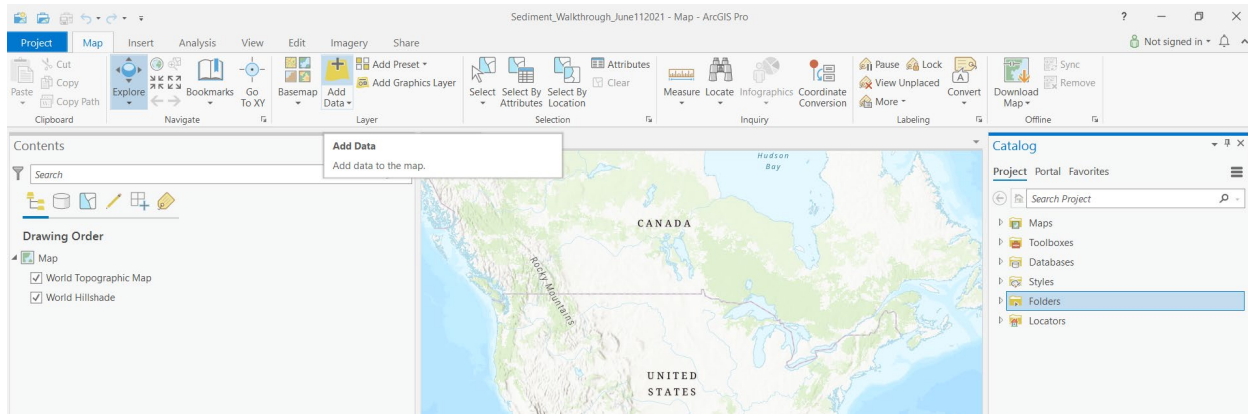 Sediment_Walkthrough_June112021 - Map - ArcGIS Pro
?
Project Map Insert Analysis View Edit Imagery Share
Not signed in
Paste
Cut
Copy
Copy Path
Clipboard
Explore
Bookmarks
Go
To XY
Navigate
Basemap
Add
Data
Add Preset
Add Graphics Layer
Layer
Select
Select By
Attributes
Select By
Location
Attributes
Clear
Selection
Measure
Locate
Infographics
Coordinate
Conversion
Inquiry
Pause
Lock
View Unplaced
More
Convert
Labeling
Download
Map
Sync
Remove
Offline
Contents
Search
Drawing Order
Map
World Topographic Map
World Hillshade
Add Data
Add data to the map.
Hudson
Bay
CANADA
Rocky Mountains
UNITED
STATES
Catalog
Project Portal Favorites
Search Project
Maps
Toolboxes
Databases
Styles
Folders
Locators